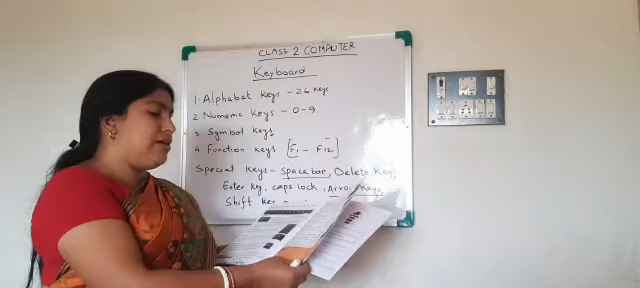 CLASS 2 COMPUTER
Keyboard
1. Alphabet keys – 26 keys
2 Numeric Keys – 0-9
3 Symbol Keys
4 Function keys [F1 – F12]
Special Keys – Spacebar, Delete Key,
Enter key, caps lock, Arrow Keys,
Shift key